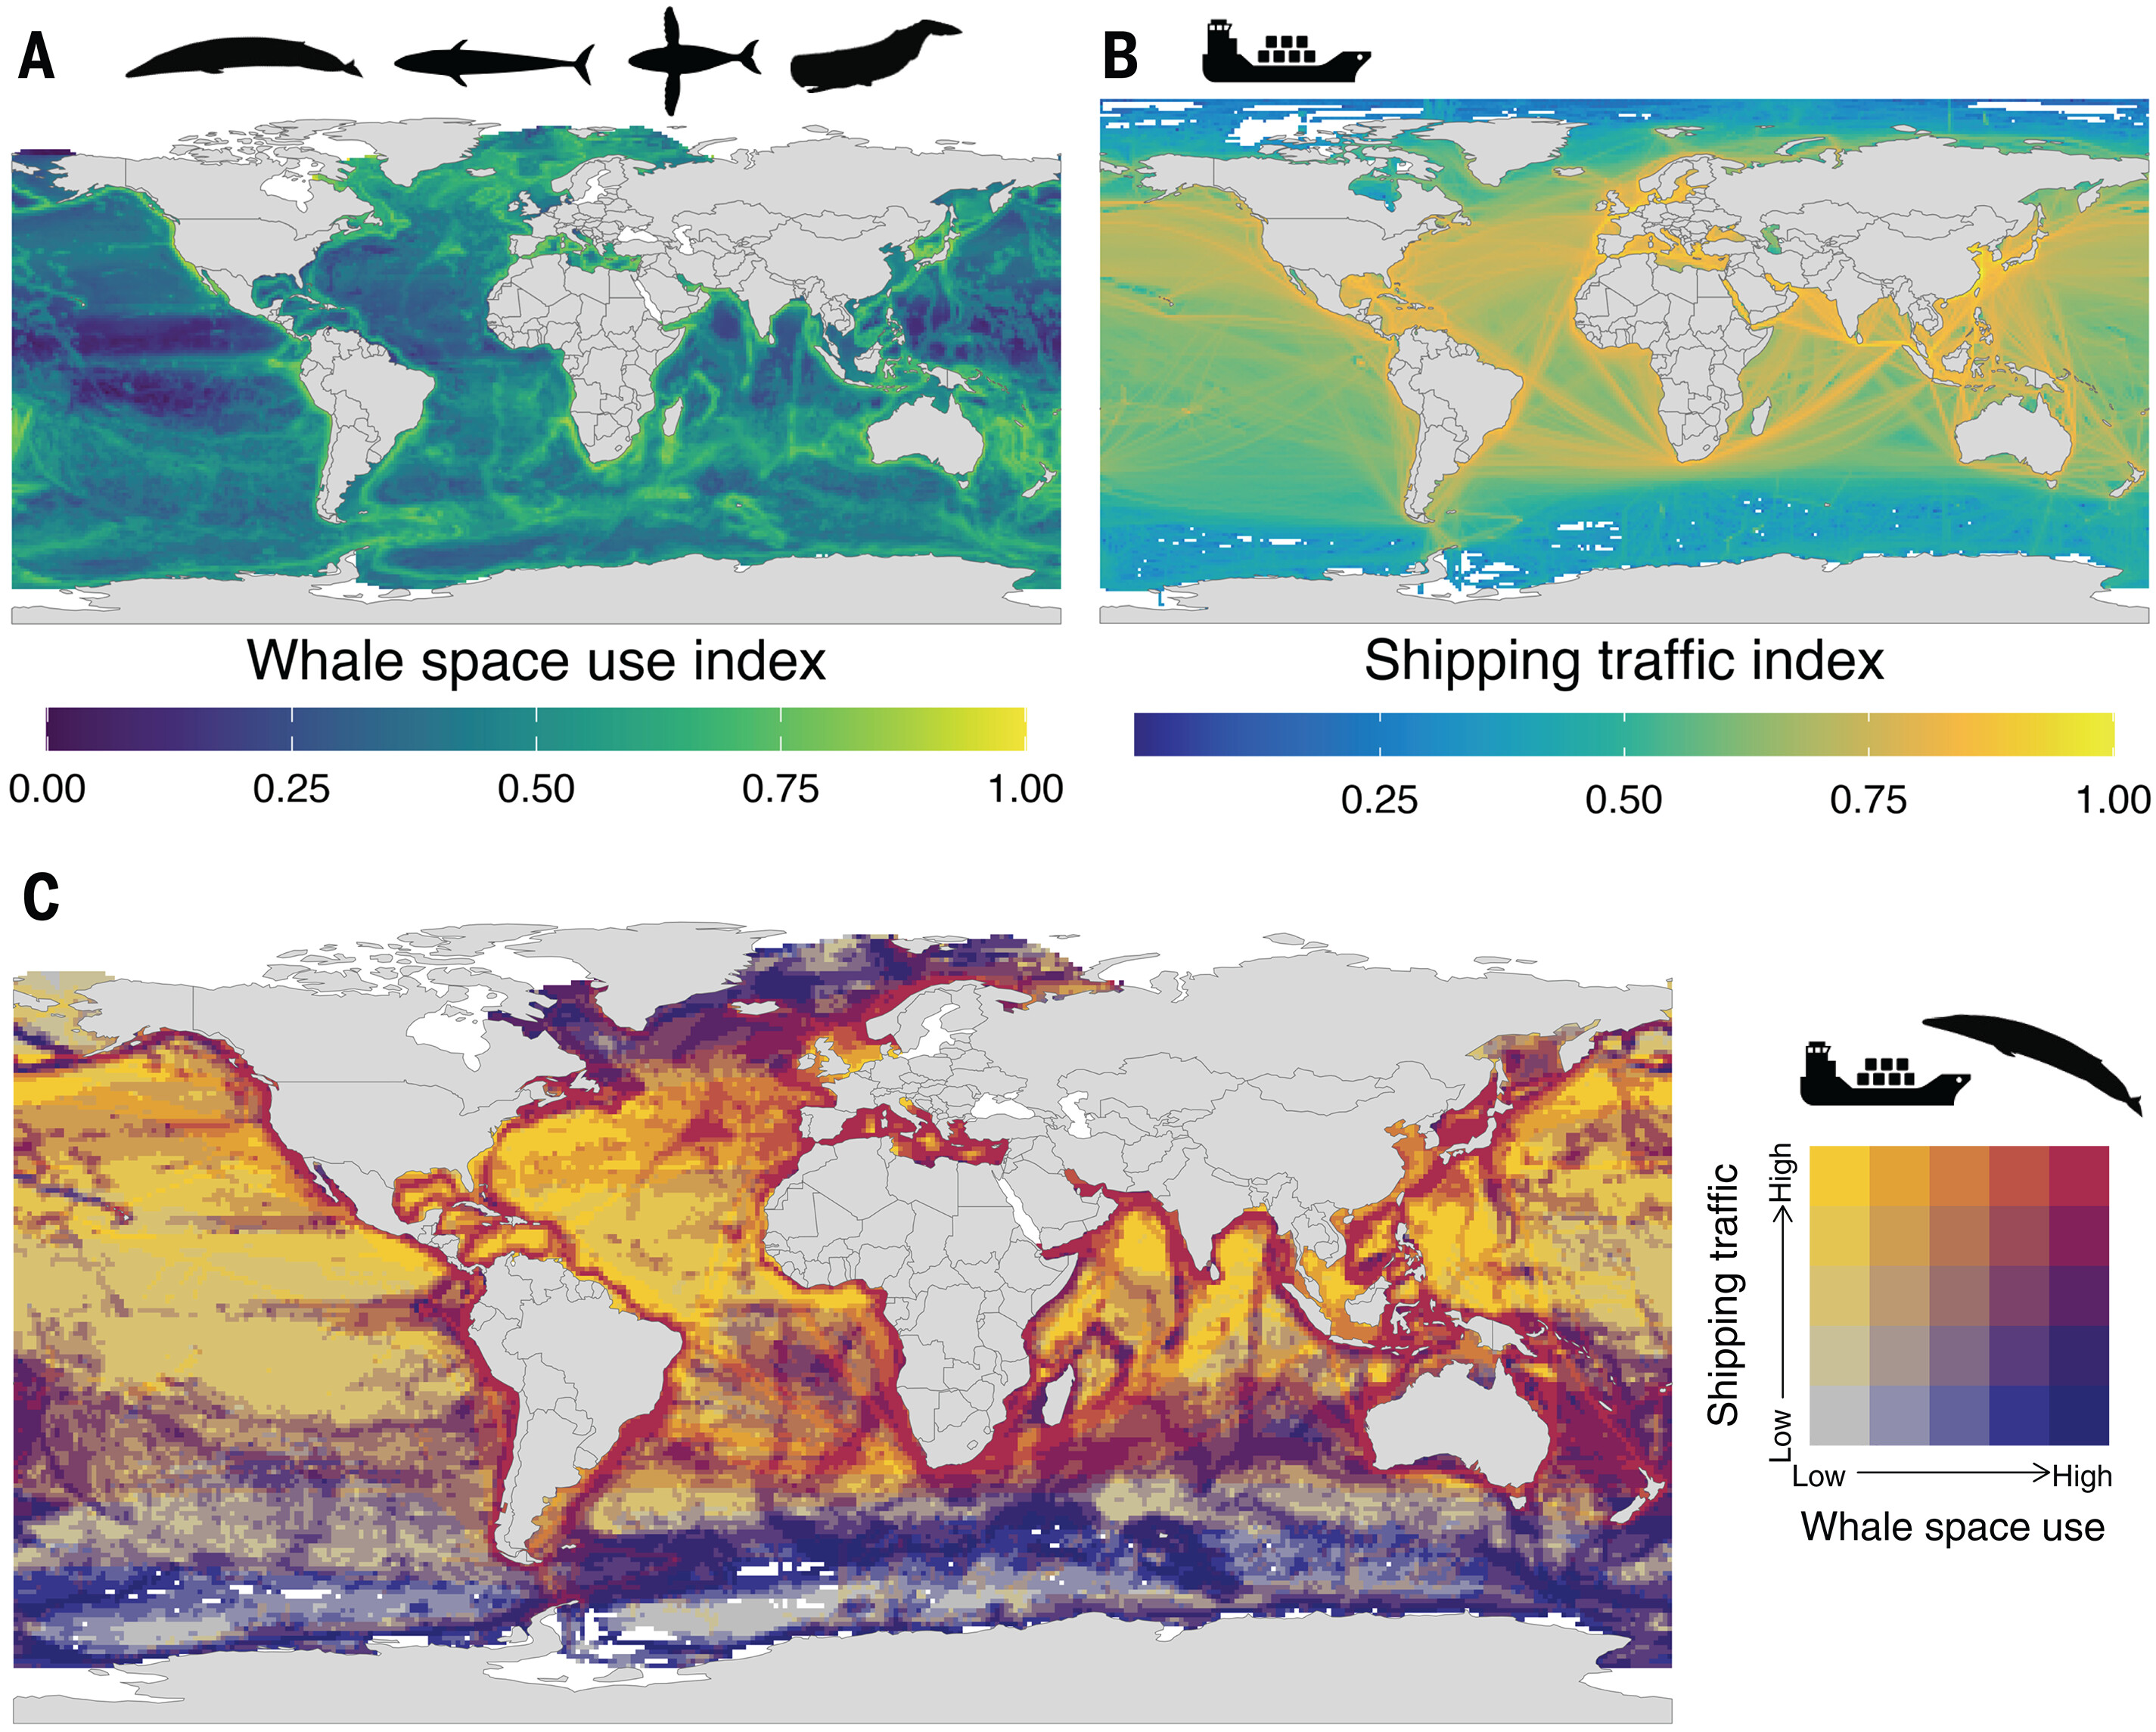 A
B
Whale space use index
0.00 0.25 0.50 0.75 1.00
Shipping traffic index
0.25 0.50 0.75 1.00
C
Shipping traffic
Low High
Low High
Whale space use